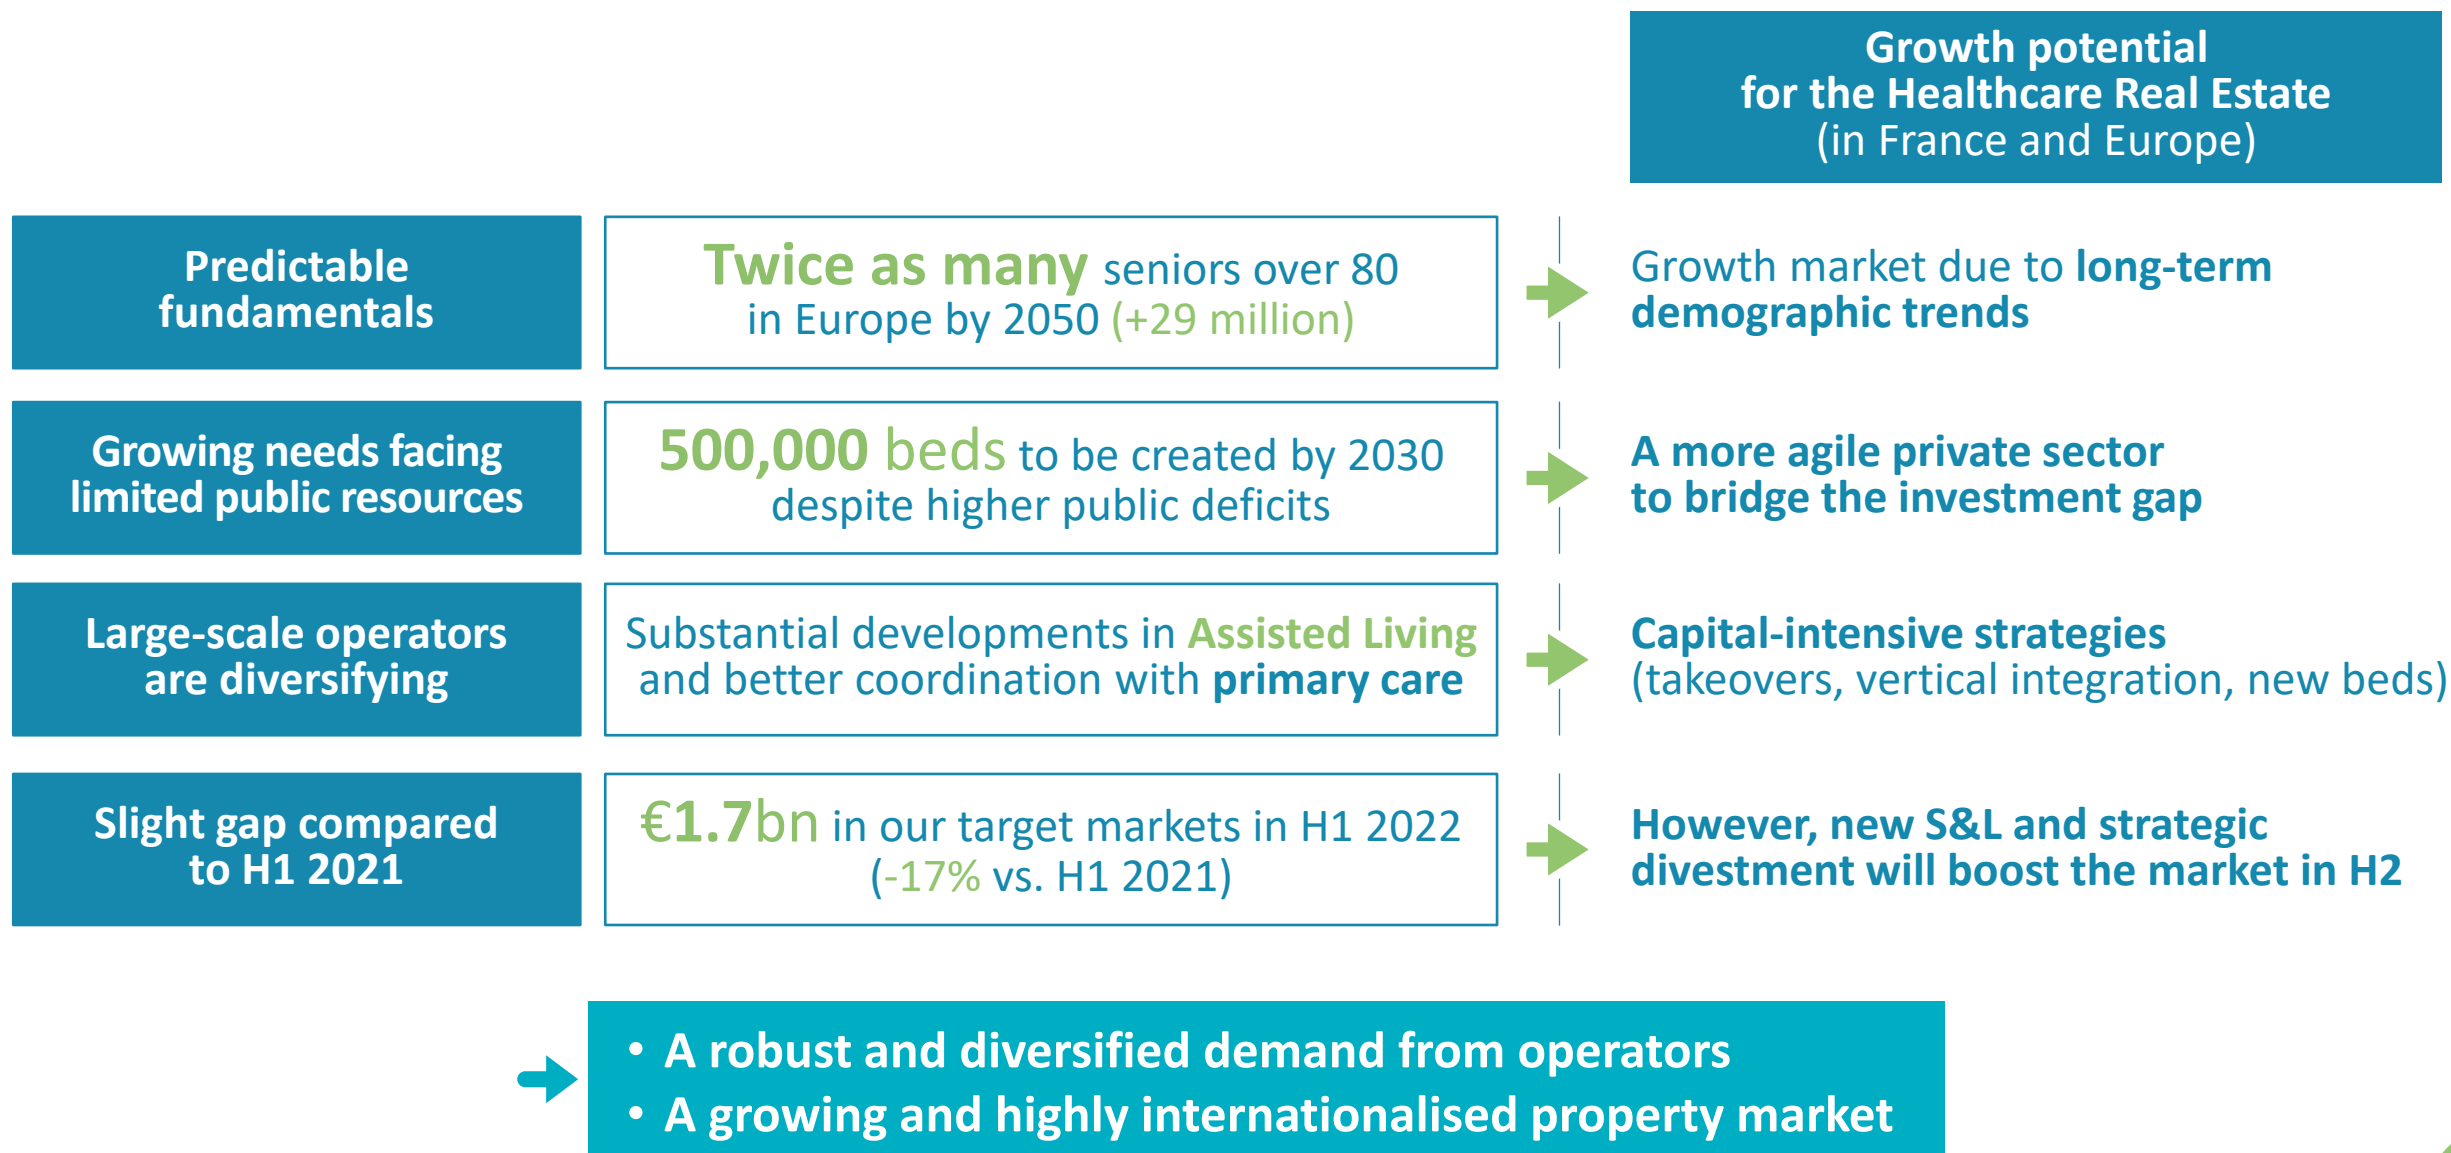 Growth potential
for the Healthcare Real Estate
(in France and Europe)
Predictable
fundamentals
Twice as many seniors over 80
in Europe by 2050 (+29 million)
Growth market due to long-term
demographic trends
Growing needs facing
limited public resources
500,000 beds to be created by 2030
despite higher public deficits
A more agile private sector
to bridge the investment gap
Large-scale operators
are diversifying
Substantial developments in Assisted Living
and better coordination with primary care
Capital-intensive strategies
(takeovers, vertical integration, new beds)
Slight gap compared
to H1 2021
€1.7bn in our target markets in H1 2022
(-17% vs. H1 2021)
However, new S&L and strategic
divestment will boost the market in H2
• A robust and diversified demand from operators
• A growing and highly internationalised property market